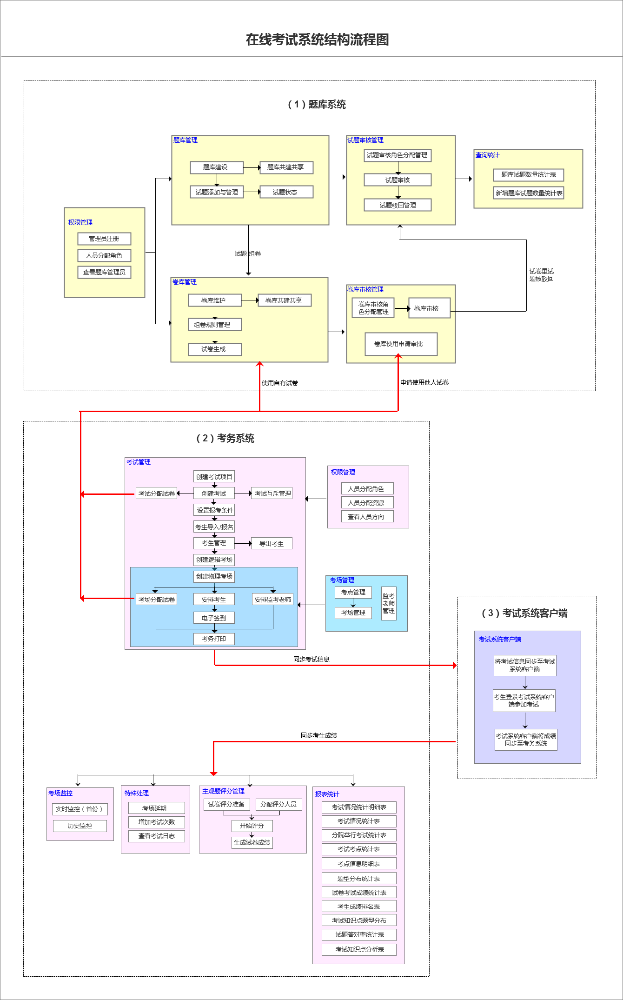 在线考试系统结构流程图
（1）题库系统
题库管理
题库建设
题库共建共享
试题添加与管理
试题状态
试题审核管理
试题审核角色分配管理
试题审核
试题驳回管理
查询统计
题库试题数量统计表
新增题库试题数量统计表
权限管理
管理员注册
人员分配角色
查看题库管理员
试题 组卷
试卷里试
题被驳回
卷库管理
卷库维护
卷库共建共享
组卷规则管理
试卷生成
卷库审核管理
卷库审核角
色分配管理
卷库审核
卷库使用申请审批
使用自有试卷
申请使用他人试卷
（2）考务系统
考试管理
创建考试项目
考试分配试卷
创建考试
考试互斥管理
设置报考条件
考生导入/报名
考生管理
导出考生
创建逻辑考场
创建物理考场
考场分配试卷
安排考生
安排监考老师
电子签到
考务打印
权限管理
人员分配角色
人员分配资源
查看人员方向
考场管理
考点管理
考场管理
监考
老师
管理
同步考试信息
（3）考试系统客户端
考试系统客户端
将考试信息同步至考试
系统客户端
考生登录考试系统客户
端参加考试
考试系统客户端将成绩
同步至考务系统
同步考生成绩
考场监控
实时监控（省份）
历史监控
特殊处理
考场延期
增加考试次数
查看考试日志
主观题评分管理
试卷评分准备
分配评分人员
开始评分
生成试卷成绩
报表统计
考试情况统计明细表
考试情况统计表
分院举行考试统计表
考试考点统计表
考点信息明细表
题型分布统计表
试卷考试成绩统计表
考生成绩排名表
考试知识点题型分布
试题答对率统计表
考试知识点分析表